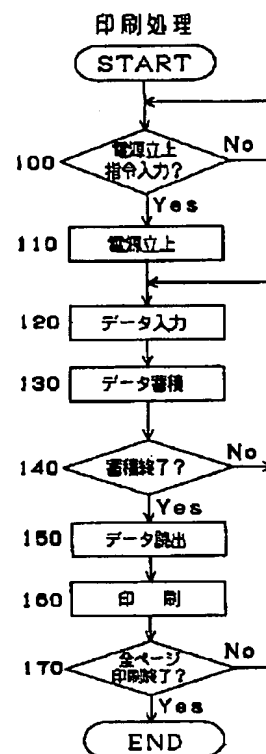 印刷処理
START
100
電源立上
指令入力?
No
Yes
110
電源立上
120
データ入力
130
データ蓄積
140
蓄積終了?
No
Yes
150
データ読出
160
印 刷
170
全ページ
印刷終了?
No
Yes
END